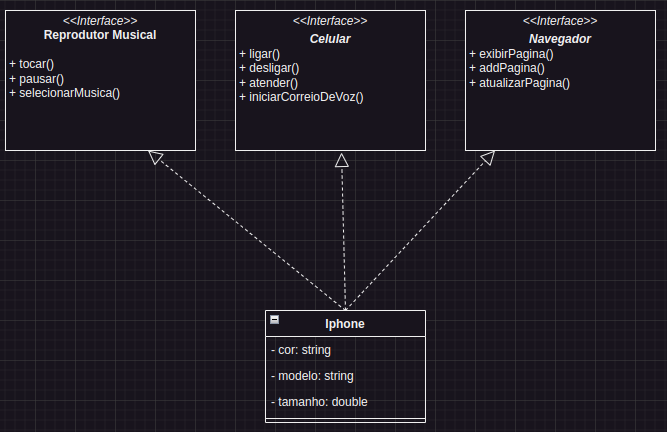 <<Interface>>
Reprodutor Musical
+ tocar()
+ pausar()
+ selecionarMusica()
<<Interface>>
Celular
+ ligar()
+ desligar()
+ atender()
+ iniciarCorreioDeVoz()
<<Interface>>
Navegador
+ exibirPagina()
+ addPagina()
+ atualizarPagina()
Iphone
- cor: string
- modelo: string
- tamanho: double